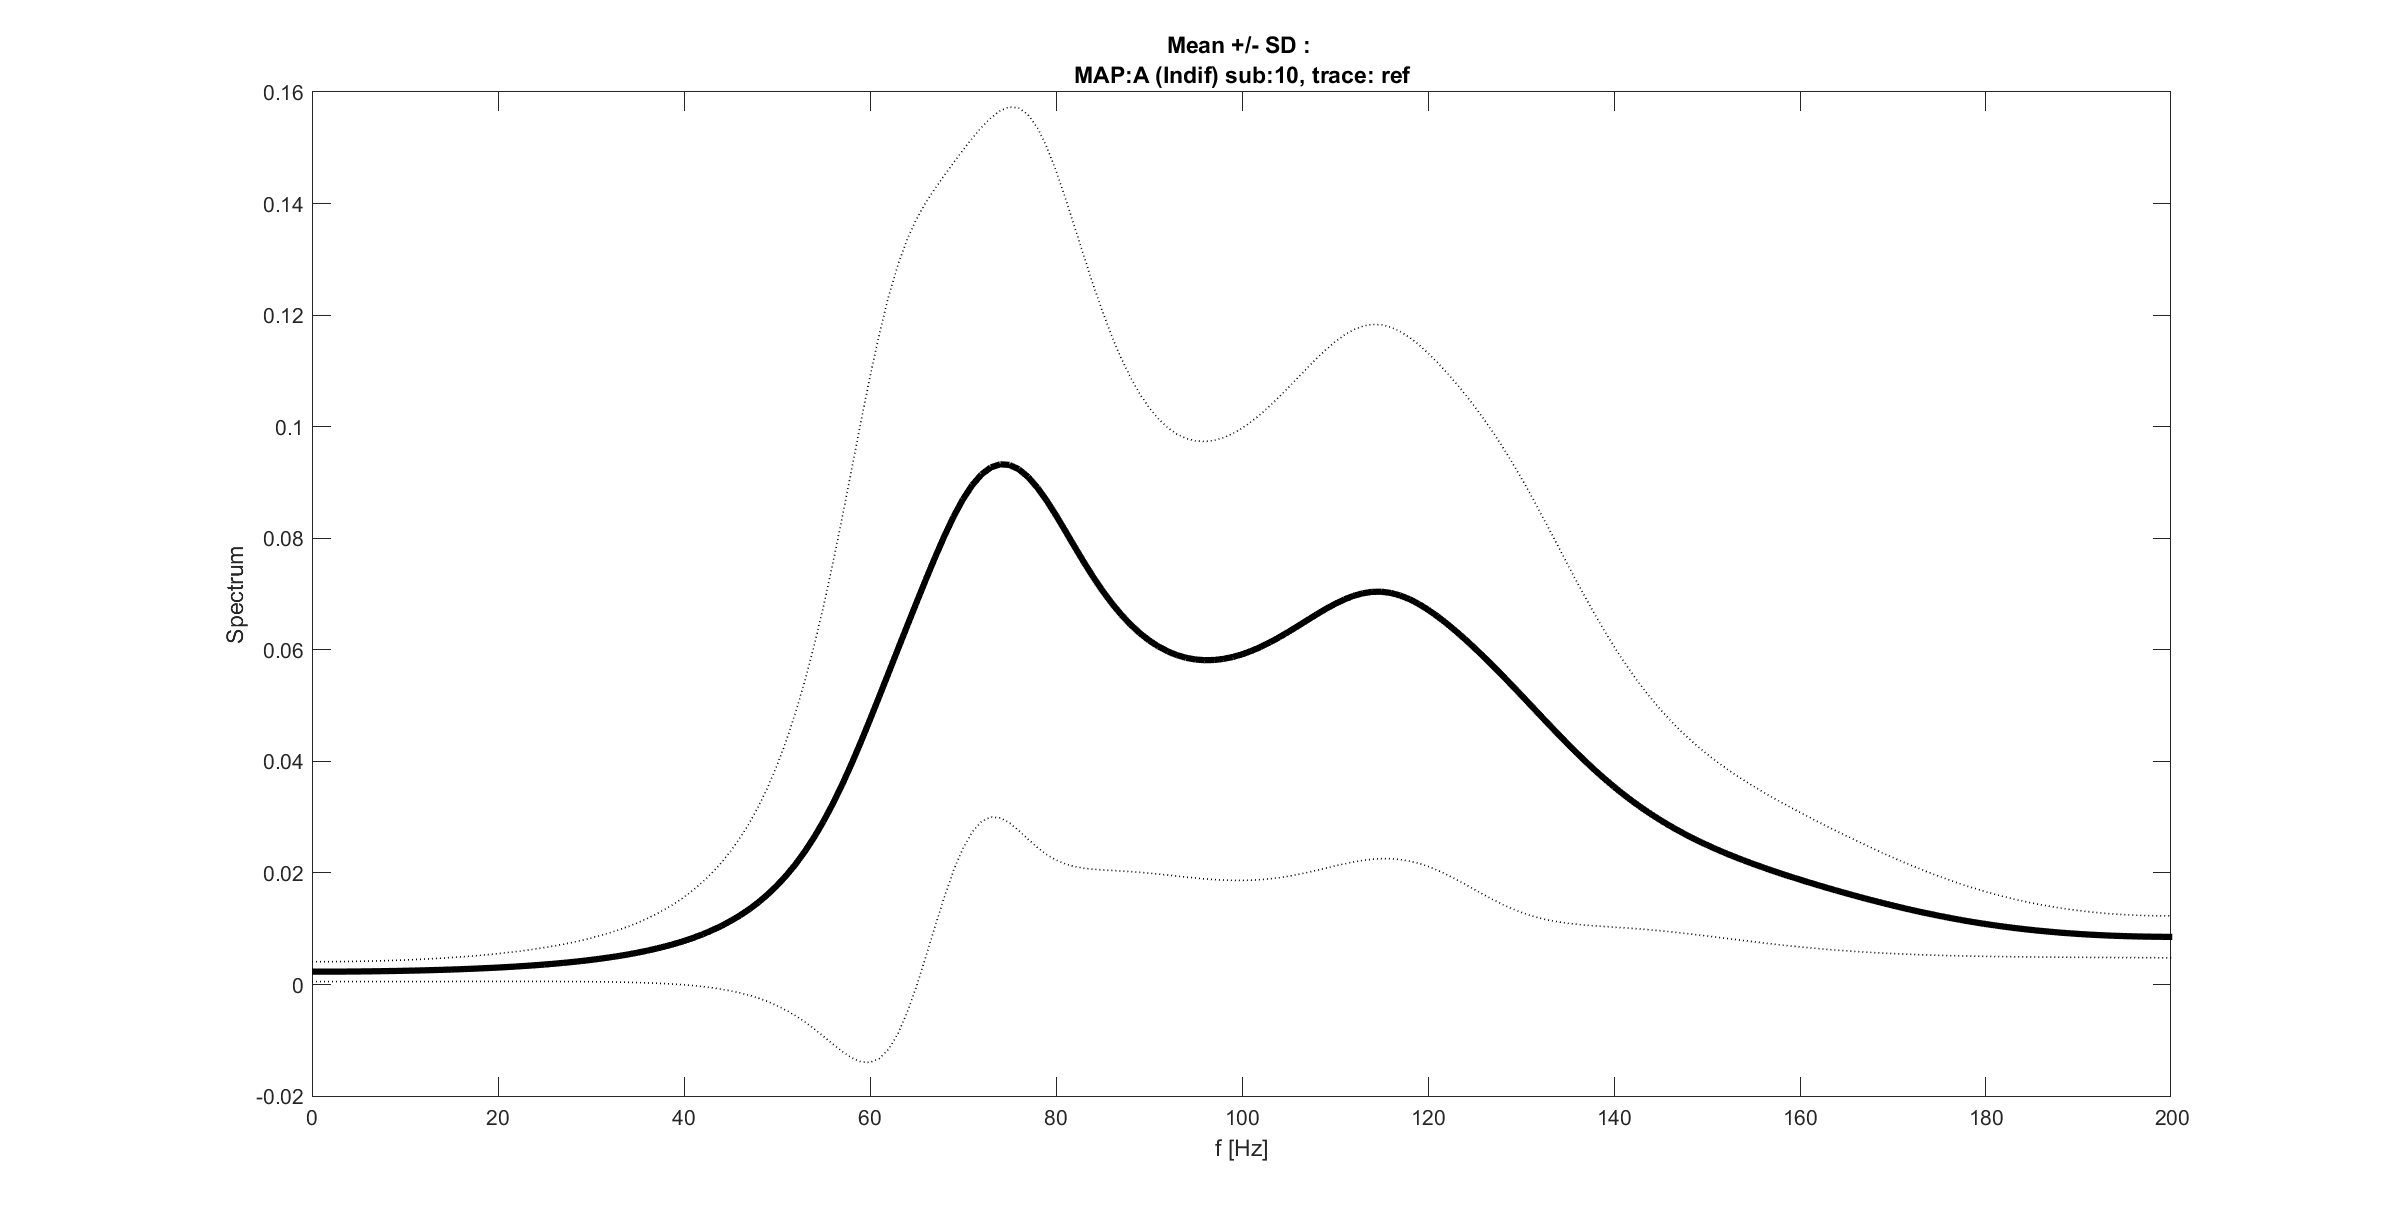 Mean +/- SD :
MAP:A (Indif) sub:10, trace: ref
0.16
0.14
0.12
0.1
0.08
0.06
0.04
0.02
0
-0.02
Spectrum
0 20 40 60 80 100 120 140 160 180 200
f [Hz]